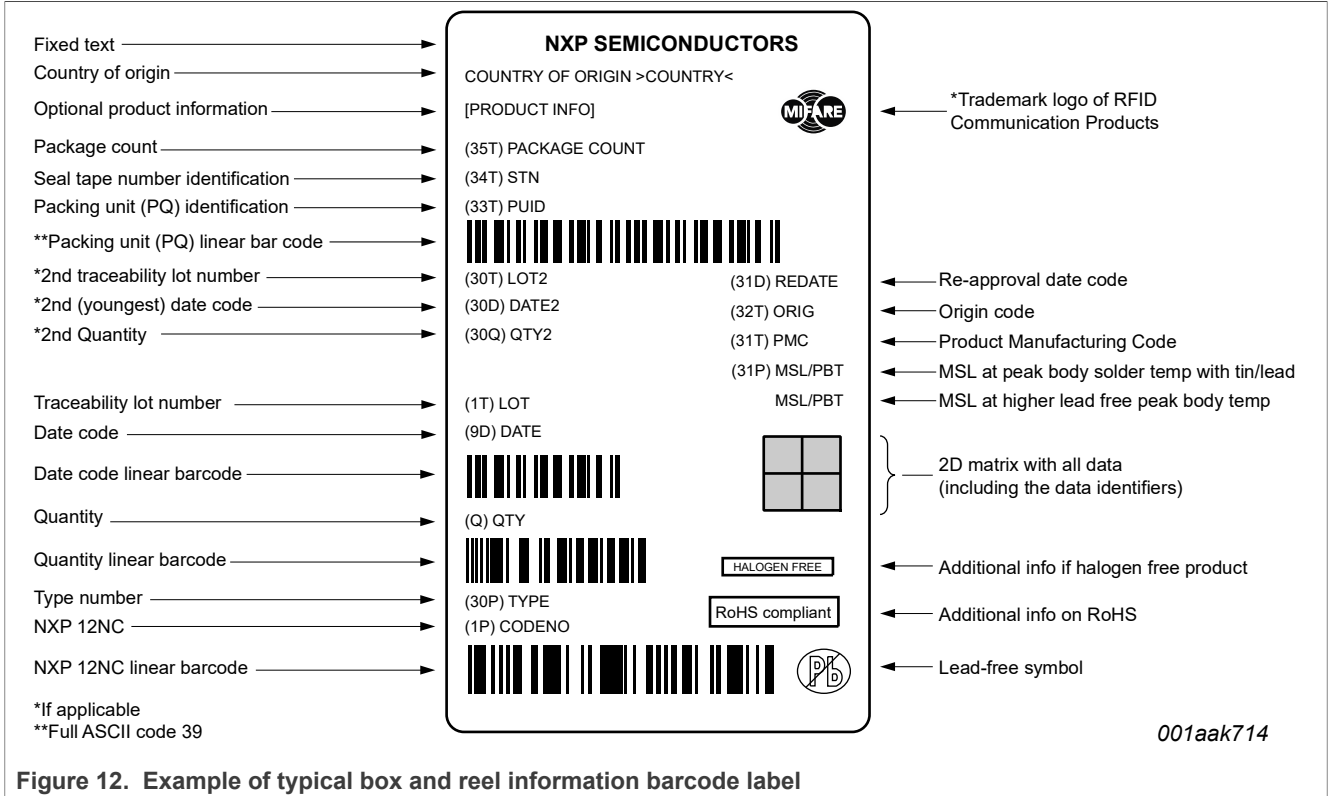 Fixed text
Country of origin
Optional product information
Package count
Seal tape number identification
Packing unit (PQ) identification
**Packing unit (PQ) linear bar code
*2nd traceability lot number
*2nd (youngest) date code
*2nd Quantity
Traceability lot number
Date code
Date code linear barcode
Quantity
Quantity linear barcode
Type number
NXP 12NC
NXP 12NC linear barcode
*If applicable
**Full ASCII code 39
NXP SEMICONDUCTORS
COUNTRY OF ORIGIN >COUNTRY<
[PRODUCT INFO]
MIFARE
(35T) PACKAGE COUNT
(34T) STN
(33T) PUID
(30T) LOT2
(30D) DATE2
(30Q) QTY2
(31D) REDATE
(32T) ORIG
(31T) PMC
(31P) MSL/PBT
MSL/PBT
(1T) LOT
(9D) DATE
(Q) QTY
HALOGEN FREE
(30P) TYPE
(1P) CODENO
RoHS compliant
Pb
*Trademark logo of RFID
Communication Products
Re-approval date code
Origin code
Product Manufacturing Code
MSL at peak body solder temp with tin/lead
MSL at higher lead free peak body temp
2D matrix with all data
(including the data identifiers)
Additional info if halogen free product
Additional info on RoHS
Lead-free symbol
001aak714
Figure 12. Example of typical box and reel information barcode label